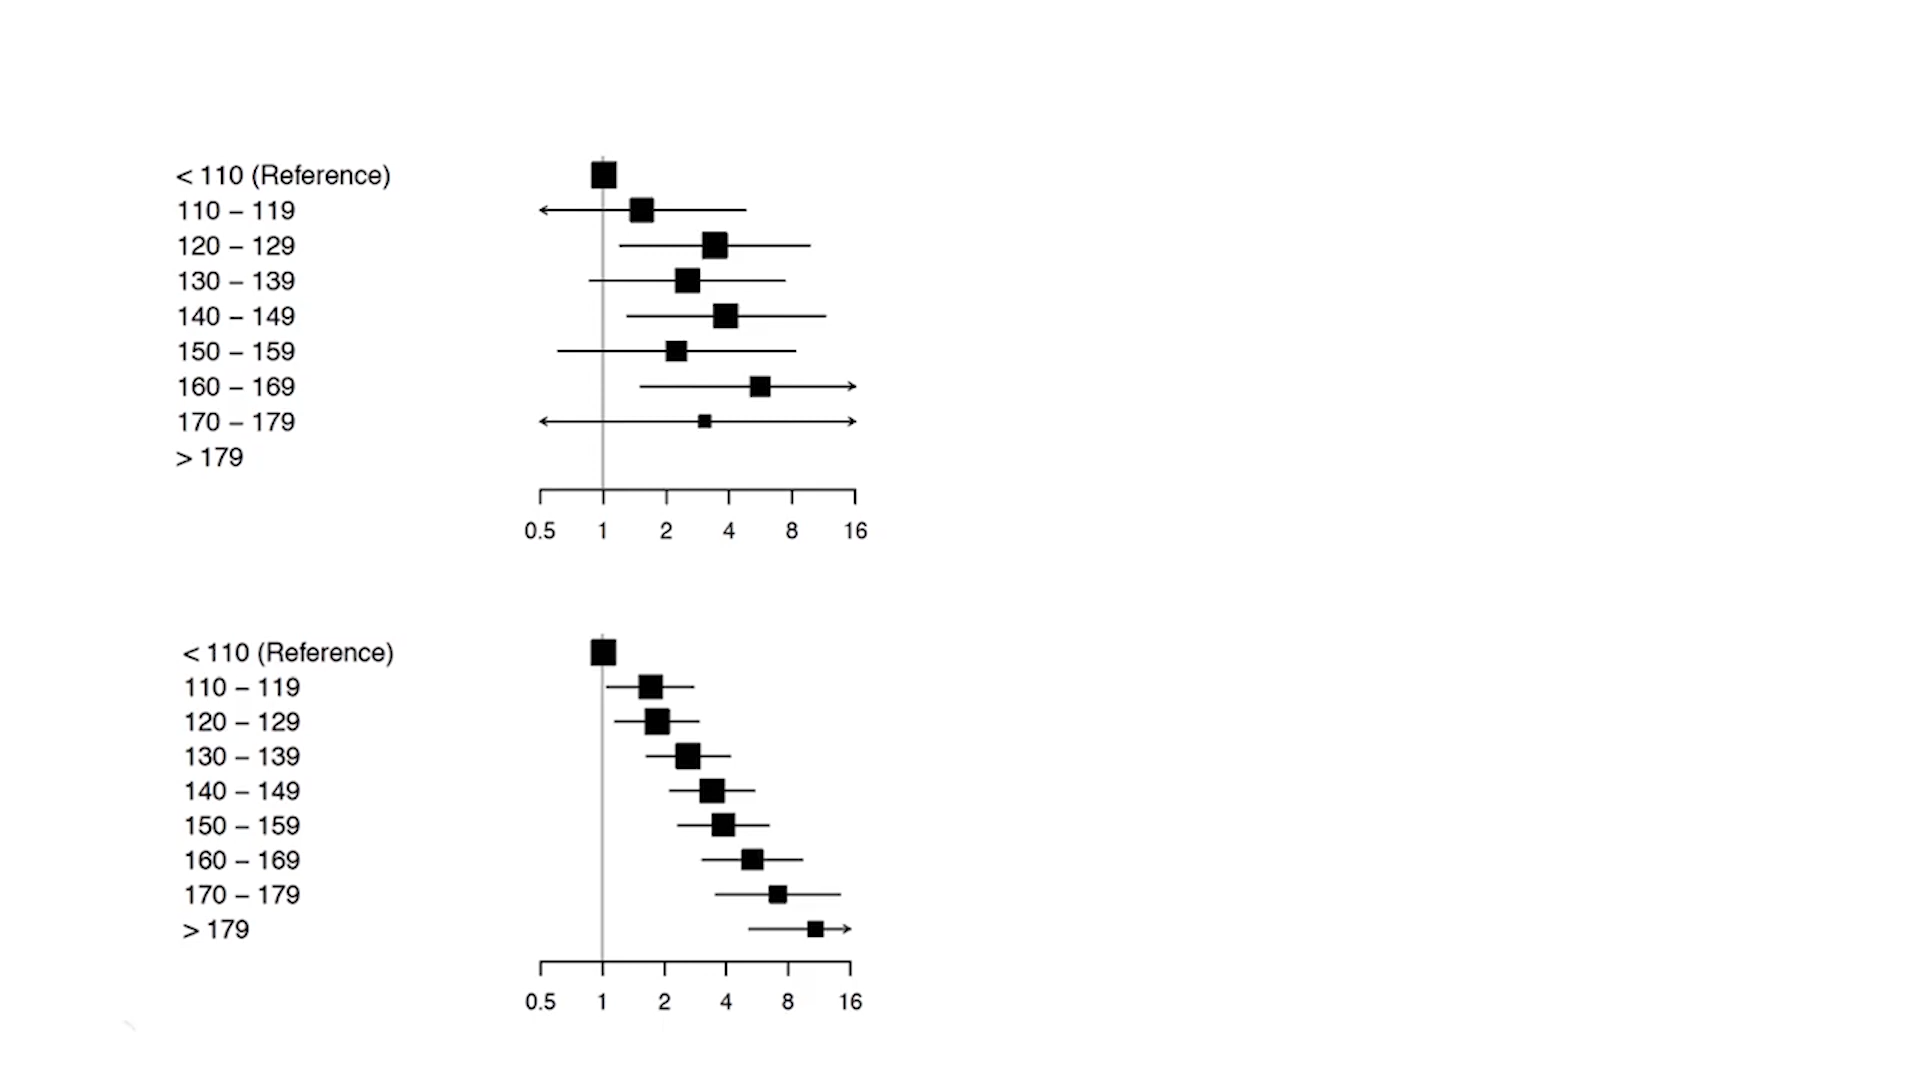 < 110 (Reference)
110 – 119
120 – 129
130 – 139
140 – 149
150 – 159
160 – 169
170 – 179
> 179
0.5 1 2 4 8 16
< 110 (Reference)
110 – 119
120 – 129
130 – 139
140 – 149
150 – 159
160 – 169
170 – 179
> 179
0.5 1 2 4 8 16